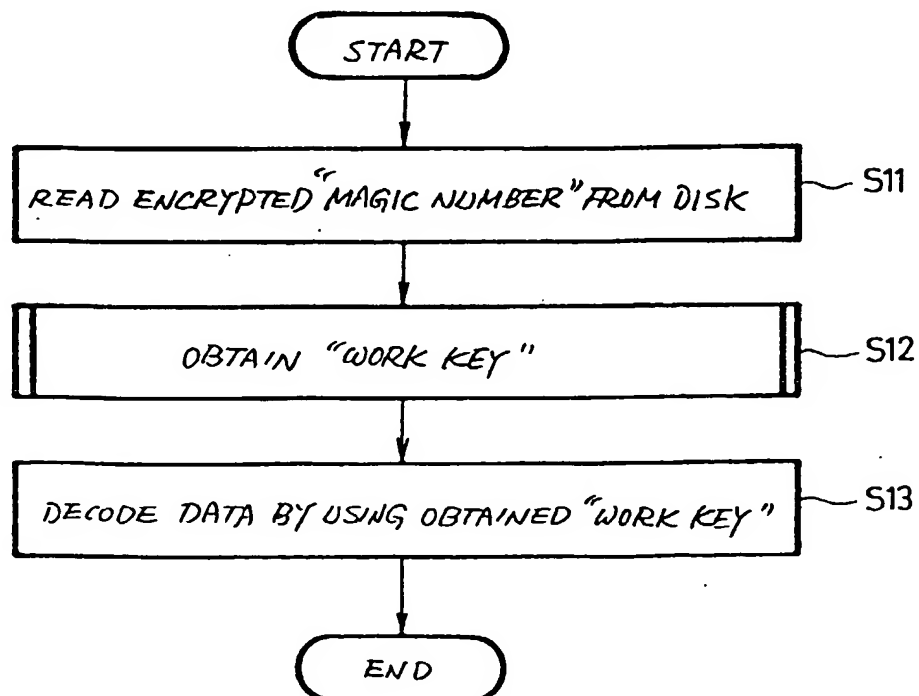 START
READ ENCRYPTED "MAGIC NUMBER" FROM DISK
S11
OBTAIN "WORK KEY"
S12
DECODE DATA BY USING OBTAINED "WORK KEY"
S13
END